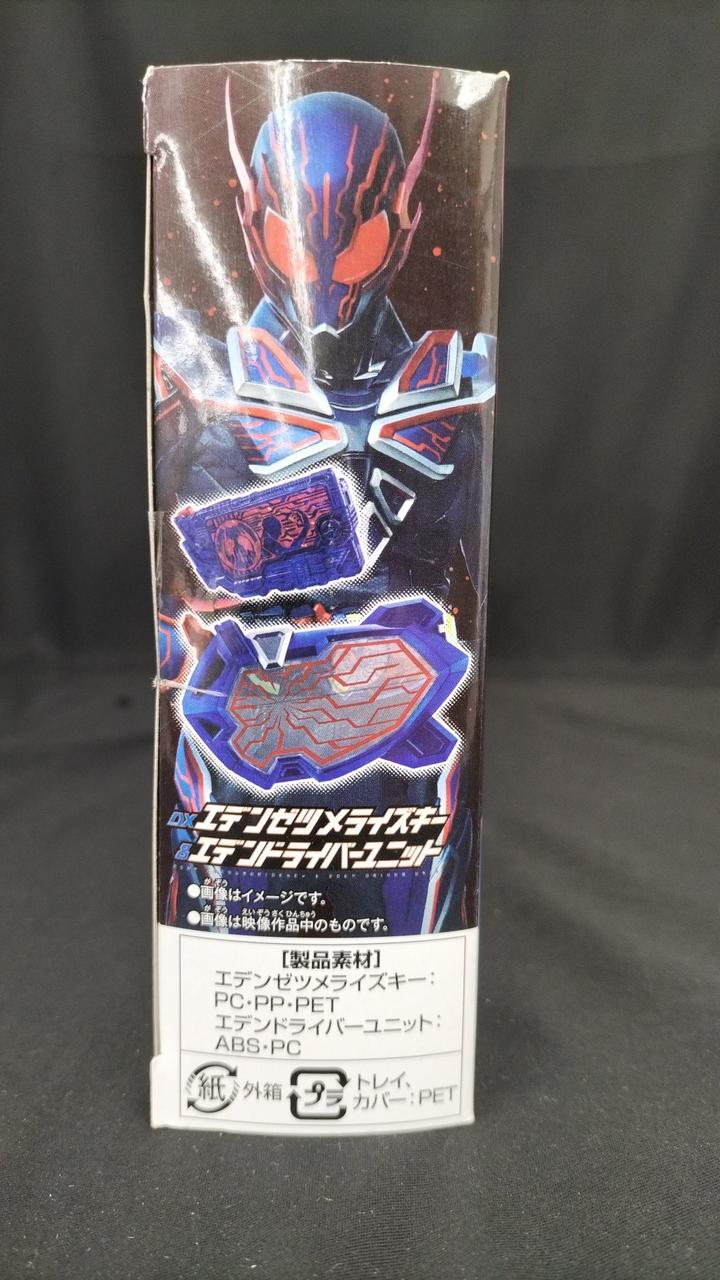 DX エデンゼツメライズキー
&エデンドライバーユニット
●画像はイメージです。
●画像は映像作品中のものです。
[製品素材]
エデンゼツメライズキー:
PC・PP・PET
エデンドライバーユニット:
ABS・PC
紙 外箱 プラ トレイ、
カバー:PET